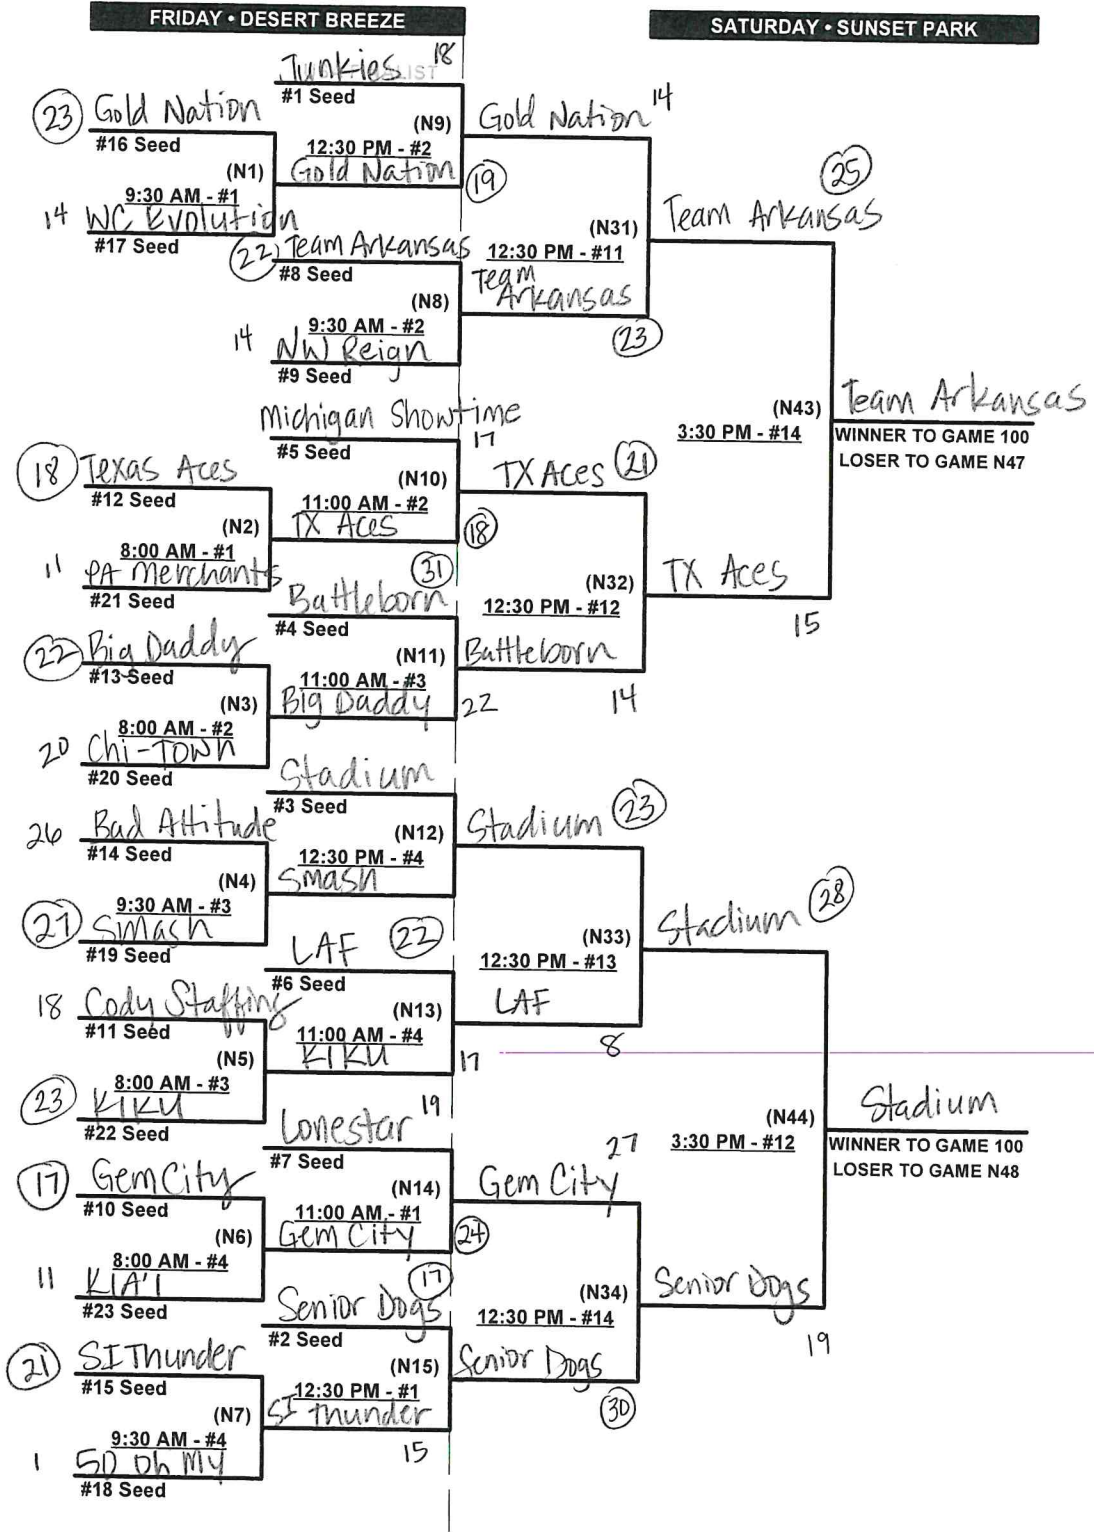 FRIDAY • DESERT BREEZE
SATURDAY • SUNSET PARK
Junkies 18
#1 Seed
23 Gold Nation
#16 Seed
(N9)
12:30 PM - #2
Gold Nation 14
(N1)
9:30 AM - #1
Gold Nation 19
14 WC Evolution
#17 Seed
25
Team Arkansas
(N31)
12:30 PM - #11
22 Team Arkansas
#8 Seed
(N8)
9:30 AM - #2
Team
Arkansas
23
14 NW Reign
#9 Seed
Michigan Showtime
17
#5 Seed
(N43)
3:30 PM - #14
Team Arkansas
WINNER TO GAME 100
LOSER TO GAME N47
18 Texas Aces
#12 Seed
(N10)
11:00 AM - #2
TX Aces 21
(N2)
8:00 AM - #1
TX Aces 18
11 PA Merchants
#21 Seed
31
Battleborn
#4 Seed
(N32)
12:30 PM - #12
TX Aces
15
22 Big Daddy
#13 Seed
(N11)
11:00 AM - #3
Battleborn
14
(N3)
8:00 AM - #2
Big Daddy 22
20 Chi-Town
#20 Seed
Stadium
#3 Seed
26 Bad Attitude
#14 Seed
(N12)
12:30 PM - #4
Stadium 23
(N4)
9:30 AM - #3
Smash
27 Smash
#19 Seed
LAF 22
#6 Seed
(N33)
12:30 PM - #13
Stadium 28
18 Cody Staffing
#11 Seed
(N13)
11:00 AM - #4
LAF
8
(N5)
8:00 AM - #3
KIKU 17
23 KIKU
#22 Seed
19
Lonestar
#7 Seed
(N44)
3:30 PM - #12
Stadium
WINNER TO GAME 100
LOSER TO GAME N48
17 Gem City
#10 Seed
(N14)
11:00 AM - #1
27
Gem City
(N6)
8:00 AM - #4
Gem City 24
11 KIA'I
#23 Seed
17
Senior Dogs
#2 Seed
(N34)
12:30 PM - #14
Senior Dogs
19
21 SI Thunder
#15 Seed
(N15)
12:30 PM - #1
Senior Dogs
30
(N7)
9:30 AM - #4
SI Thunder
15
1 5D Oh My
#18 Seed